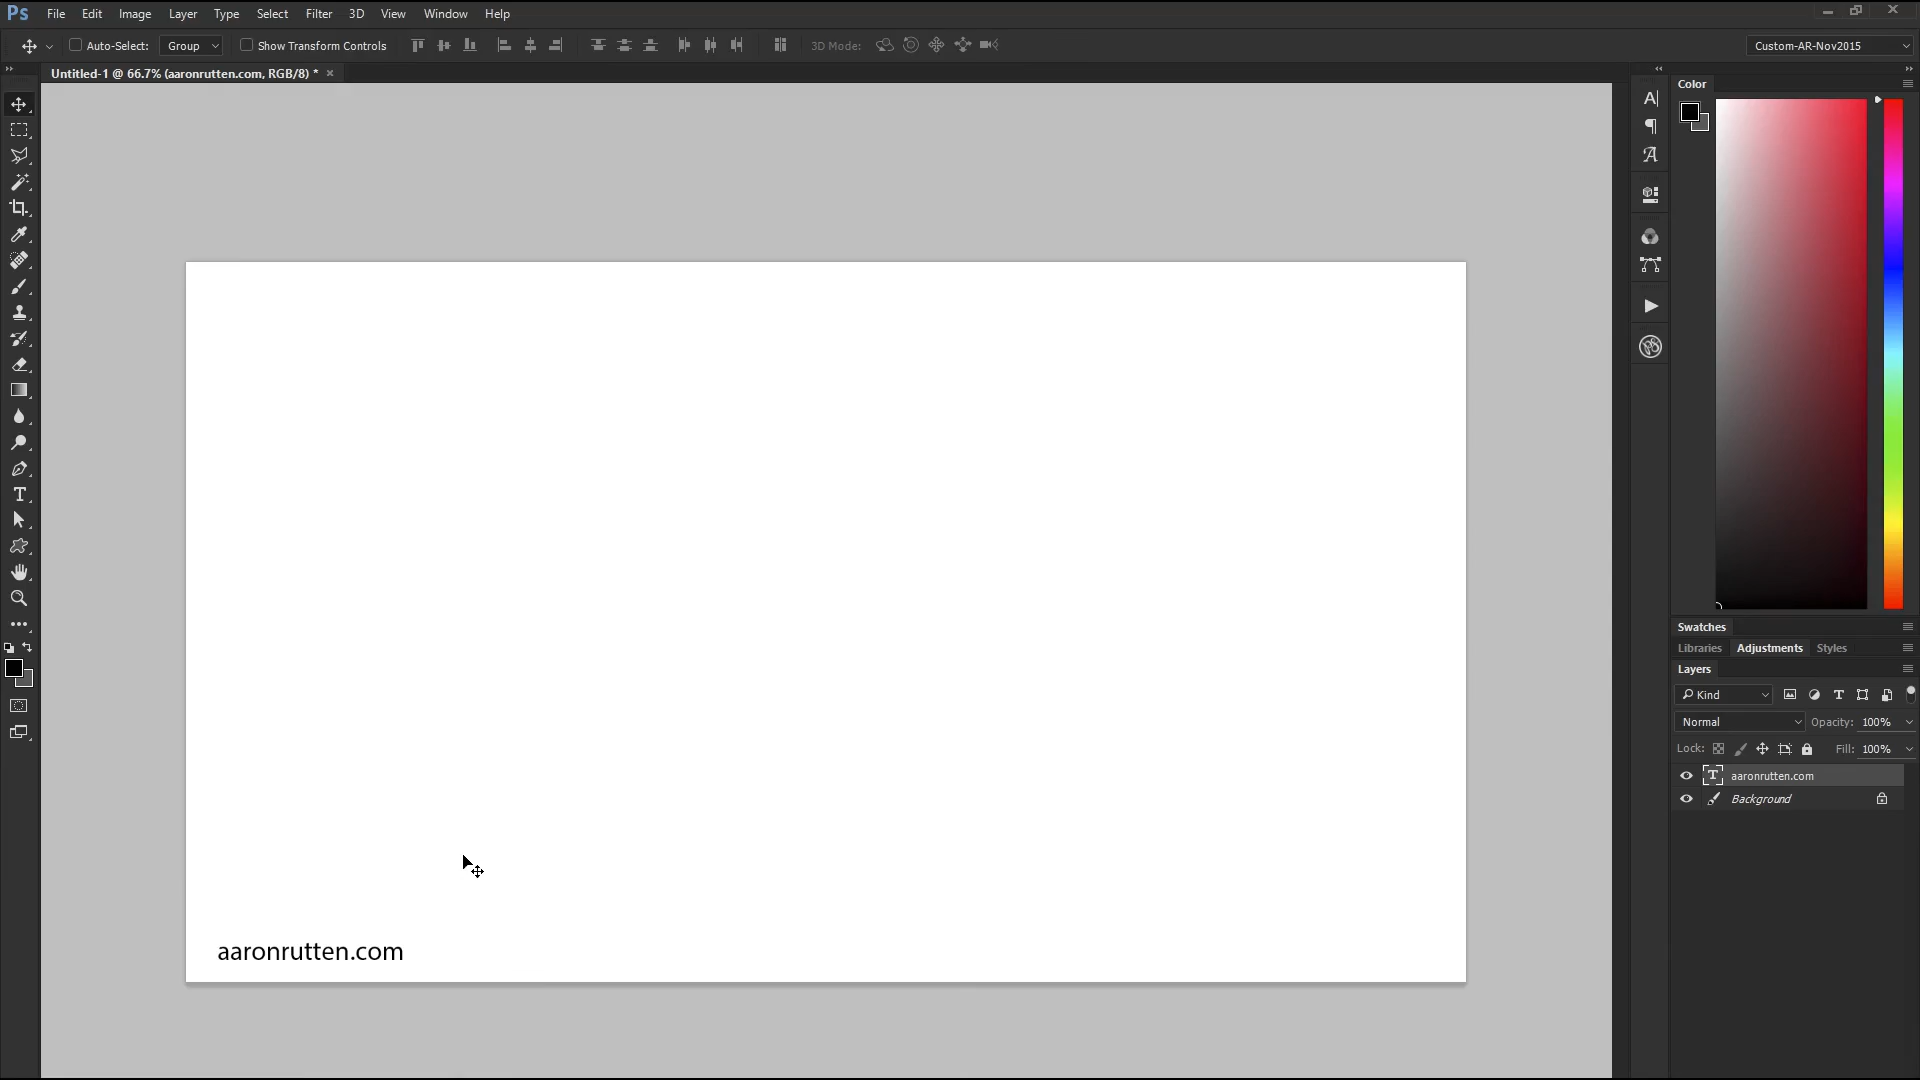 Ps File Edit Image Layer Type Select Filter 3D View Window Help
Auto-Select: Group Show Transform Controls 3D Mode: Custom-AR-Nov2015
Untitled-1 @ 66.7% (aaronrutten.com, RGB/8) *
Color
Swatches
Libraries Adjustments Styles
Layers
Kind
Normal Opacity: 100%
Lock: Fill: 100%
aaronrutten.com
Background
aaronrutten.com